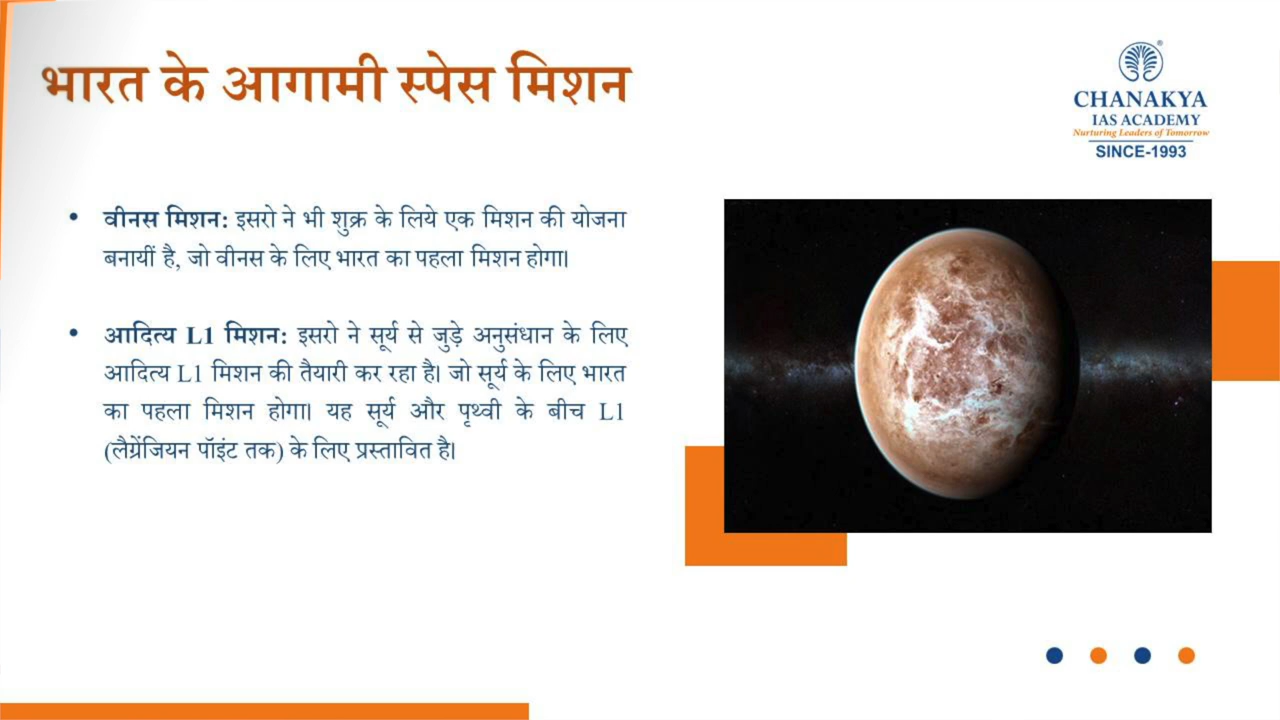 भारत के आगामी स्पेस मिशन
CHANAKYA
IAS ACADEMY
Nurturing Leaders of Tomorrow
SINCE-1993
• वीनस मिशन: इसरो ने भी शुक्र के लिये एक मिशन की योजना
बनायीं है, जो वीनस के लिए भारत का पहला मिशन होगा।
• आदित्य L1 मिशन: इसरो ने सूर्य से जुड़े अनुसंधान के लिए
आदित्य L1 मिशन की तैयारी कर रहा है। जो सूर्य के लिए भारत
का पहला मिशन होगा। यह सूर्य और पृथ्वी के बीच L1
(लैग्रेंजियन पॉइंट तक) के लिए प्रस्तावित है।